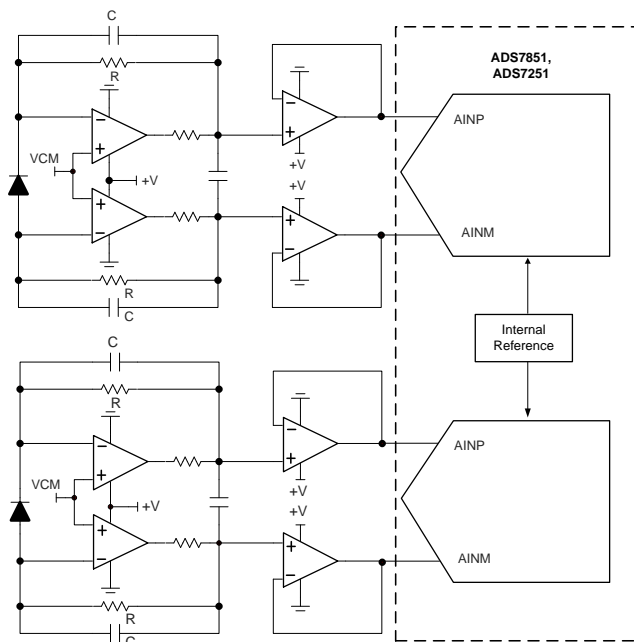 C
R
ADS7851,
ADS7251
−
+
−
+
AINP
VCM
+V
+V
+V
+
−
+
−
AINM
R
C
Internal
Reference
C
R
−
+
−
+
AINP
VCM
+V
+V
+V
+
−
+
−
AINM
R
C